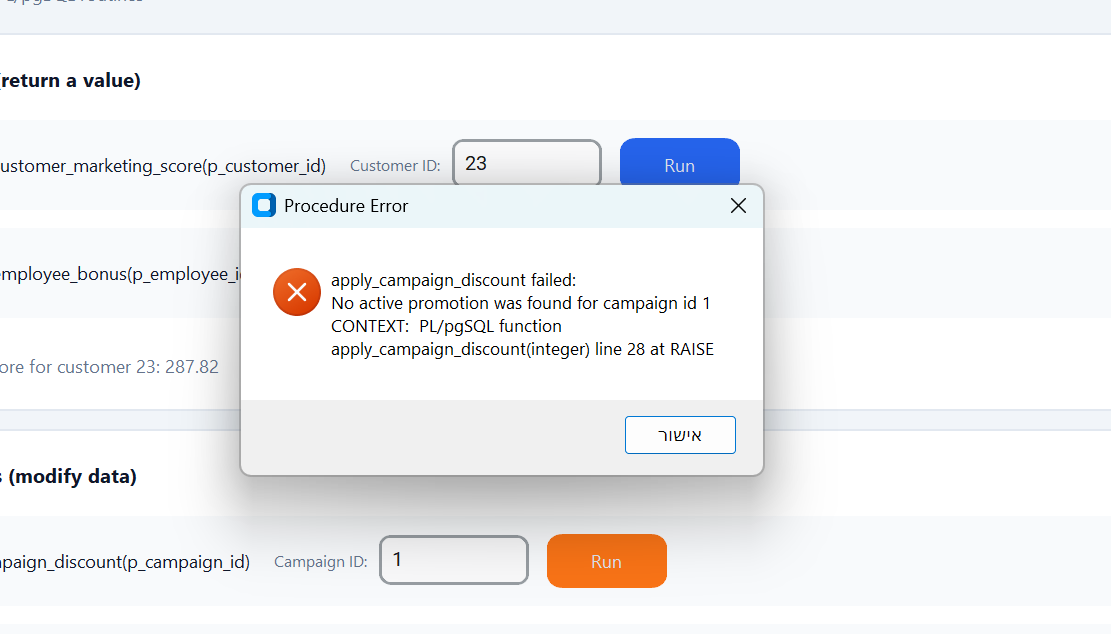 (return a value)
ustomer_marketing_score(p_customer_id)
Customer ID:
23
Run
Procedure Error
mployee_bonus(p_employee_i
apply_campaign_discount failed:
No active promotion was found for campaign id 1
CONTEXT: PL/pgSQL function
apply_campaign_discount(integer) line 28 at RAISE
ore for customer 23: 287.82
אישור
s (modify data)
paign_discount(p_campaign_id)
Campaign ID:
1
Run